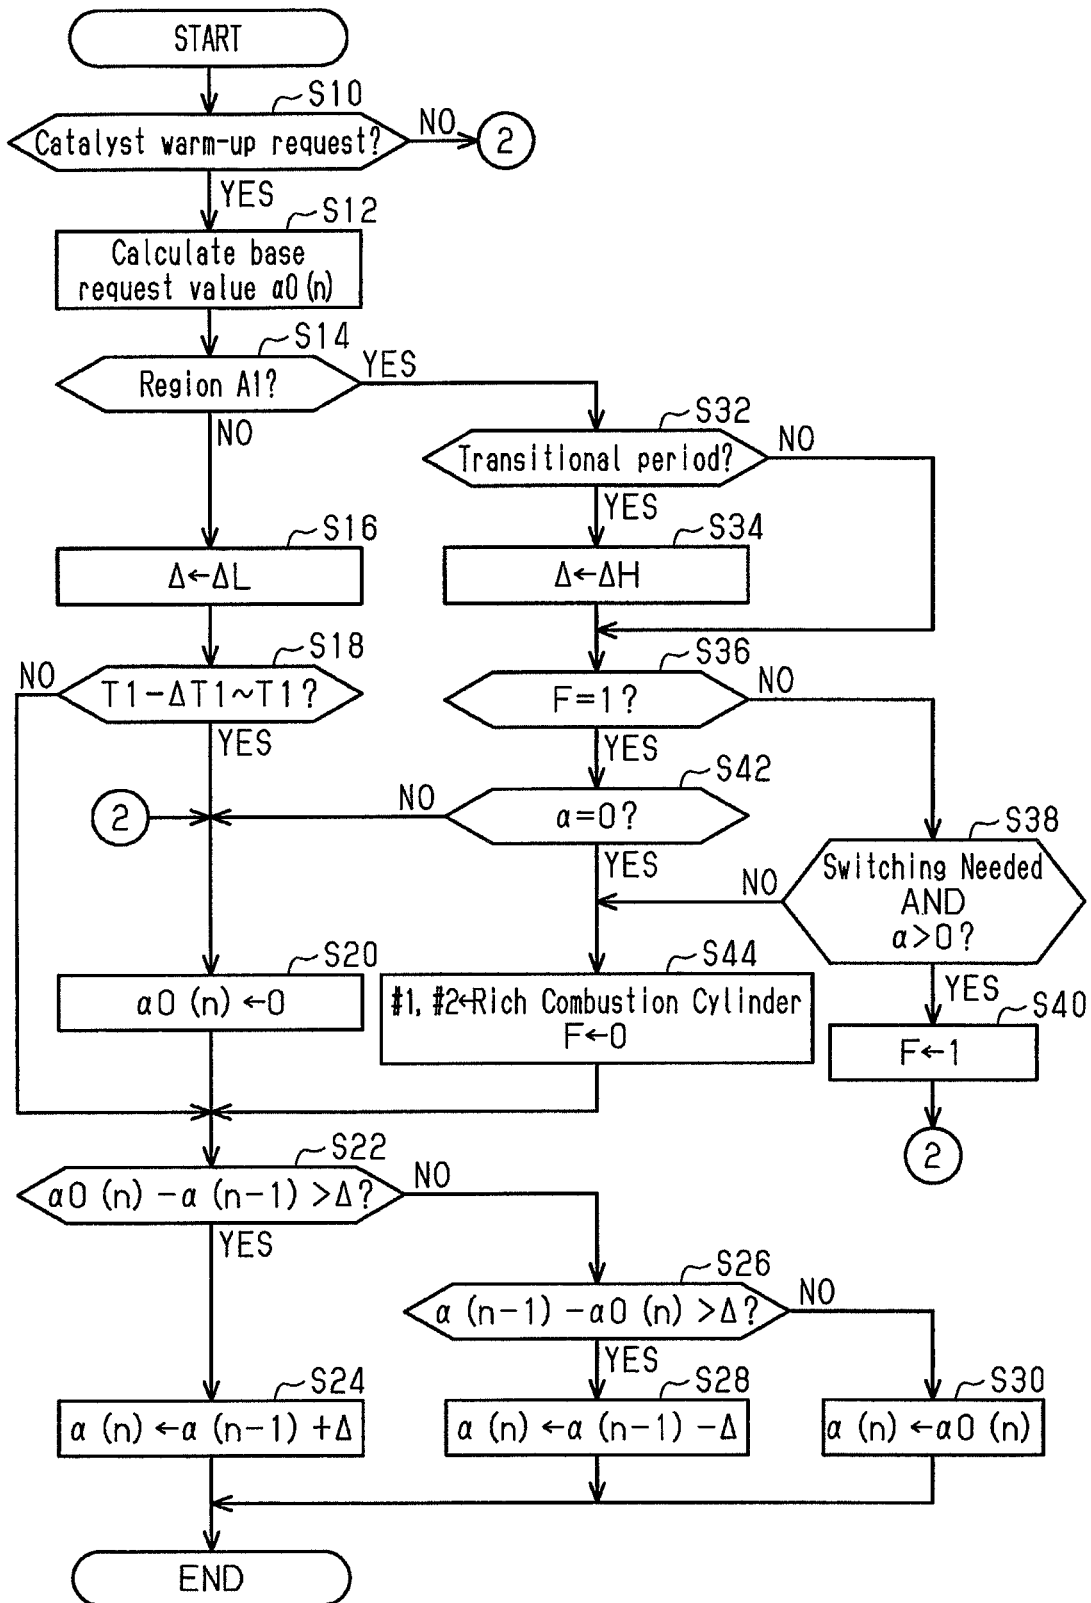 START
S10
Catalyst warm-up request?
NO
2
YES
S12
Calculate base
request value α0 (n)
S14
Region A1?
YES
NO
S32
Transitional period?
NO
YES
S16
Δ←ΔL
S34
Δ←ΔH
S18
NO
T1-ΔT1~T1?
YES
S36
F=1?
NO
YES
S42
2
NO
α=0?
YES
S38
Switching Needed
AND
α>0?
NO
YES
S20
α0 (n) ←0
S44
#1, #2←Rich Combustion Cylinder
F←0
S40
F←1
2
S22
α0 (n) -α (n-1) >Δ?
NO
YES
S26
α (n-1) -α0 (n) >Δ?
NO
YES
S24
α (n) ←α (n-1) +Δ
S28
α (n) ←α (n-1) -Δ
S30
α (n) ←α0 (n)
END